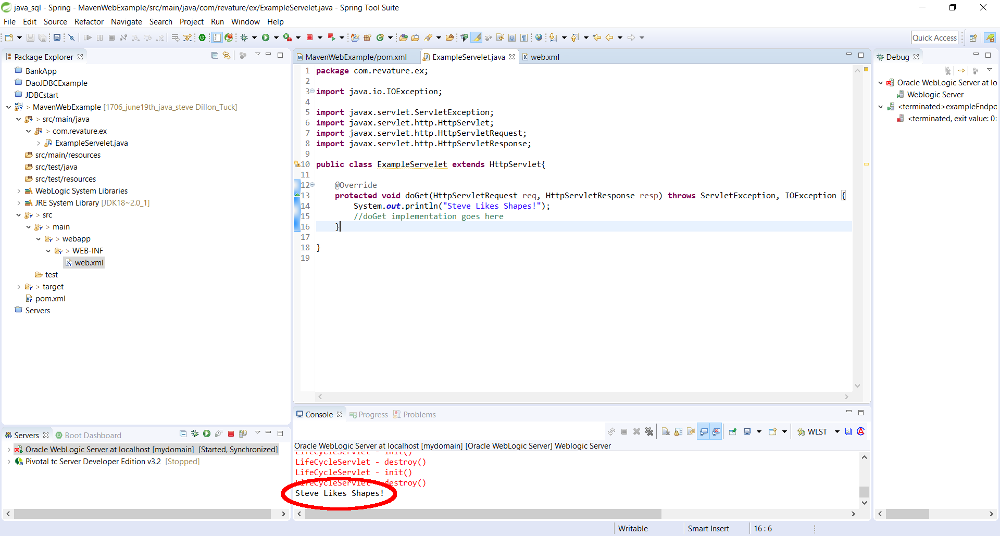 java_sql - Spring - MavenWebExample/src/main/java/com/revature/ex/ExampleServelet.java - Spring Tool Suite
File Edit Source Refactor Navigate Search Project Run Window Help
Quick Access
Package Explorer
BankApp
DaoJDBCExample
JDBCstart
> MavenWebExample [1706_june19th_java_steve Dillon_Tuck]
> src/main/java
> com.revature.ex
ExampleServelet.java
src/main/resources
src/test/java
src/test/resources
WebLogic System Libraries
JRE System Library [JDK18~2.0_1]
> src
> main
> webapp
> WEB-INF
web.xml
test
> target
pom.xml
Servers
MavenWebExample/pom.xml ExampleServelet.java web.xml
1 package com.revature.ex;
2
3 import java.io.IOException;
4
5 import javax.servlet.ServletException;
6 import javax.servlet.http.HttpServlet;
7 import javax.servlet.http.HttpServletRequest;
8 import javax.servlet.http.HttpServletResponse;
9
10 public class ExampleServelet extends HttpServlet{
11
12 @Override
13 protected void doGet(HttpServletRequest req, HttpServletResponse resp) throws ServletException, IOException {
14 System.out.println("Steve Likes Shapes!");
15 //doGet implementation goes here
16 }
17
18 }
19
Debug
Oracle WebLogic Server at lo
Weblogic Server
<terminated>exampleEndpo
<terminated, exit value: 0>
Servers Boot Dashboard
Oracle WebLogic Server at localhost [mydomain] [Started, Synchronized]
Pivotal tc Server Developer Edition v3.2 [Stopped]
Console Progress Problems
WLST
Oracle WebLogic Server at localhost [mydomain] [Oracle WebLogic Server] Weblogic Server
LifeCycleServlet - init()
LifeCycleServlet - destroy()
LifeCycleServlet - init()
LifeCycleServlet - destroy()
Steve Likes Shapes!
Writable Smart Insert 16 : 6